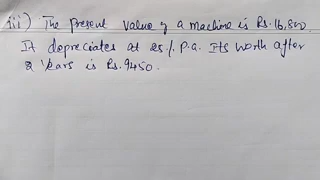 iii) The present value of a machine is Rs. 16,800.
It depreciates at 25 /. P.a. Its worth after
2 Years is Rs. 9450.